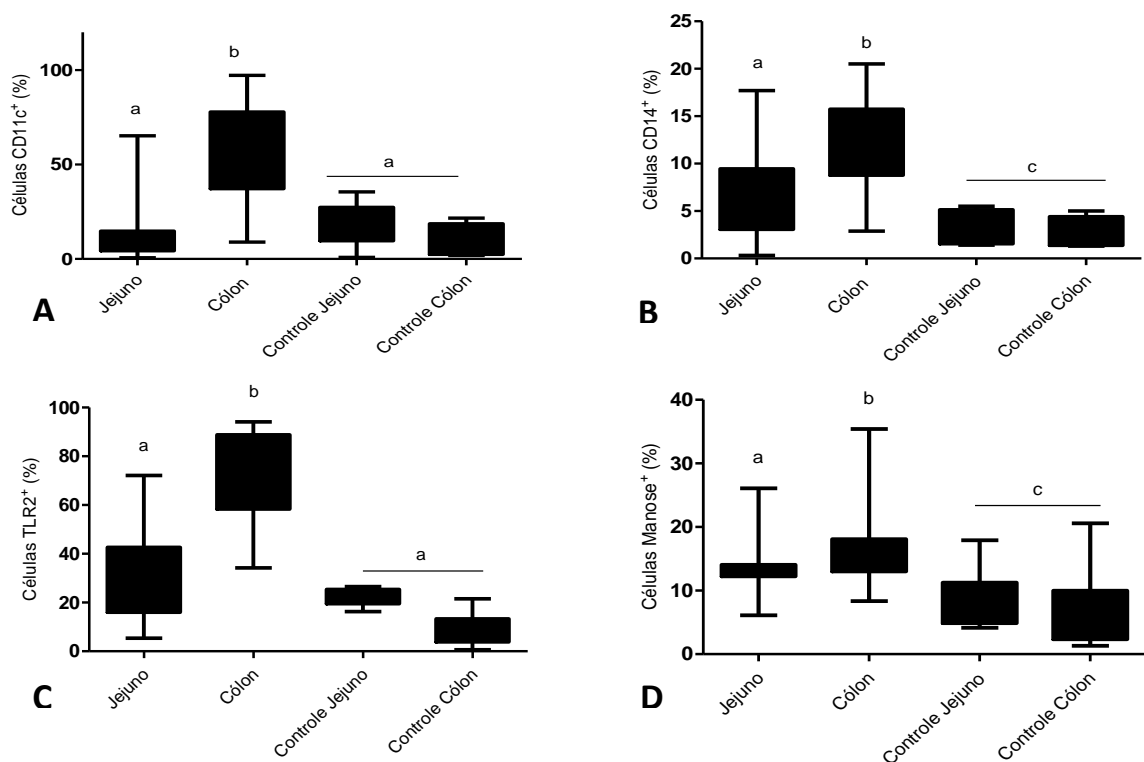 Células CD11c⁺ (%)
100
50
0
a
b
a
Jejuno
Cólon
Controle Jejuno
Controle Cólon
A
Células CD14⁺ (%)
25
20
15
10
5
0
a
b
c
Jejuno
Cólon
Controle Jejuno
Controle Cólon
B
Células TLR2⁺ (%)
100
80
60
40
20
0
a
b
a
Jejuno
Cólon
Controle Jejuno
Controle Cólon
C
Células Manose⁺ (%)
40
30
20
10
0
a
b
c
Jejuno
Cólon
Controle Jejuno
Controle Cólon
D